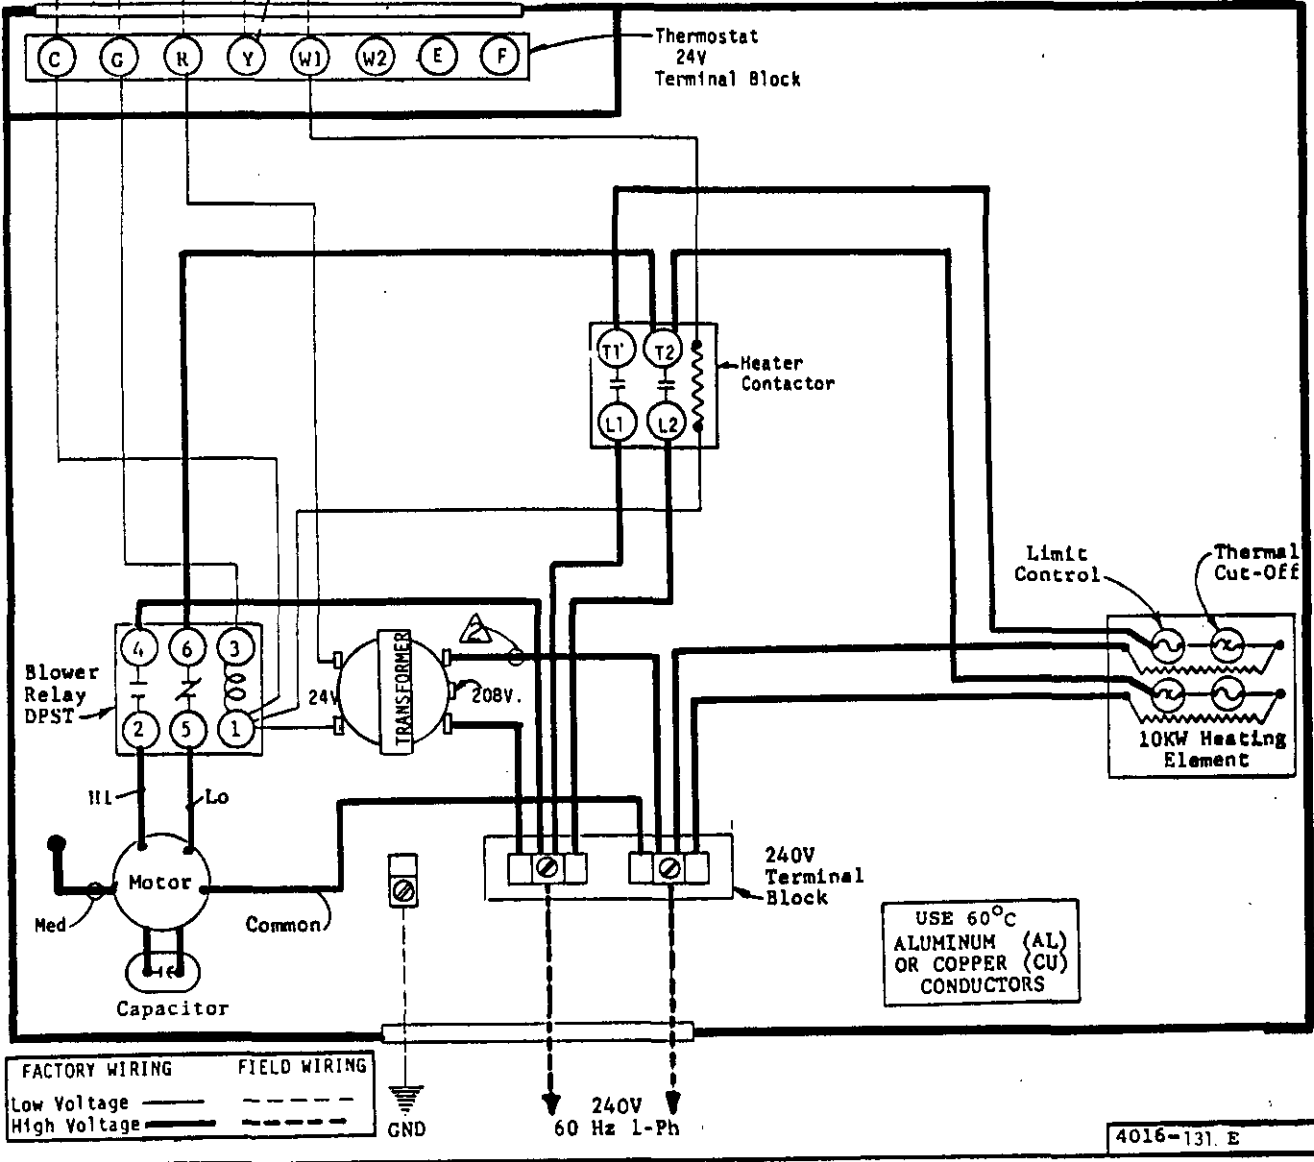 C G R Y W1 W2 E F
Thermostat
24V
Terminal Block
T1 T2
L1 L2
Heater
Contactor
Limit
Control
Thermal
Cut-Off
4 6 3
2 5 1
Blower
Relay
DPST
24V
TRANSFORMER
2
208V.
10KW Heating
Element
HI
Lo
Motor
Med
Common
Capacitor
240V
Terminal
Block
USE 60°C
ALUMINUM (AL)
OR COPPER (CU)
CONDUCTORS
FACTORY WIRING FIELD WIRING
Low Voltage
High Voltage
GND
240V
60 Hz 1-Ph
4016-131. E